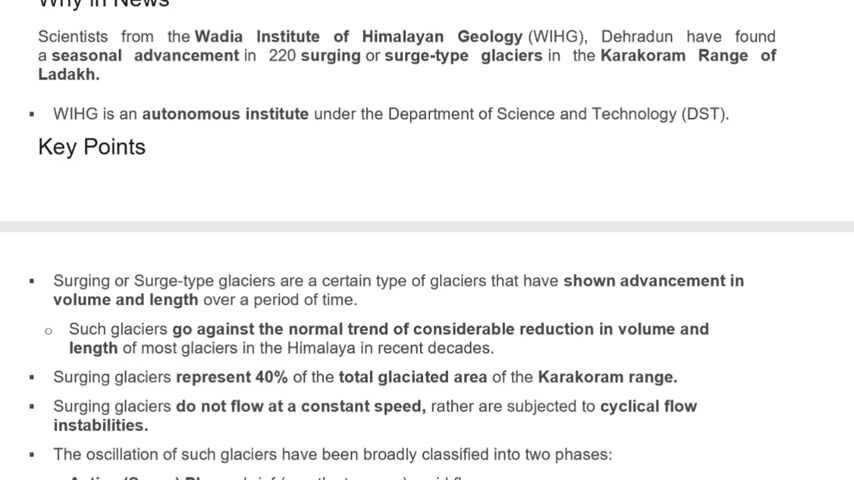 Why in News
Scientists from the Wadia Institute of Himalayan Geology (WIHG), Dehradun have found
a seasonal advancement in 220 surging or surge-type glaciers in the Karakoram Range of
Ladakh.
▪ WIHG is an autonomous institute under the Department of Science and Technology (DST).
Key Points
▪ Surging or Surge-type glaciers are a certain type of glaciers that have shown advancement in
volume and length over a period of time.
o Such glaciers go against the normal trend of considerable reduction in volume and
length of most glaciers in the Himalaya in recent decades.
▪ Surging glaciers represent 40% of the total glaciated area of the Karakoram range.
▪ Surging glaciers do not flow at a constant speed, rather are subjected to cyclical flow
instabilities.
▪ The oscillation of such glaciers have been broadly classified into two phases: